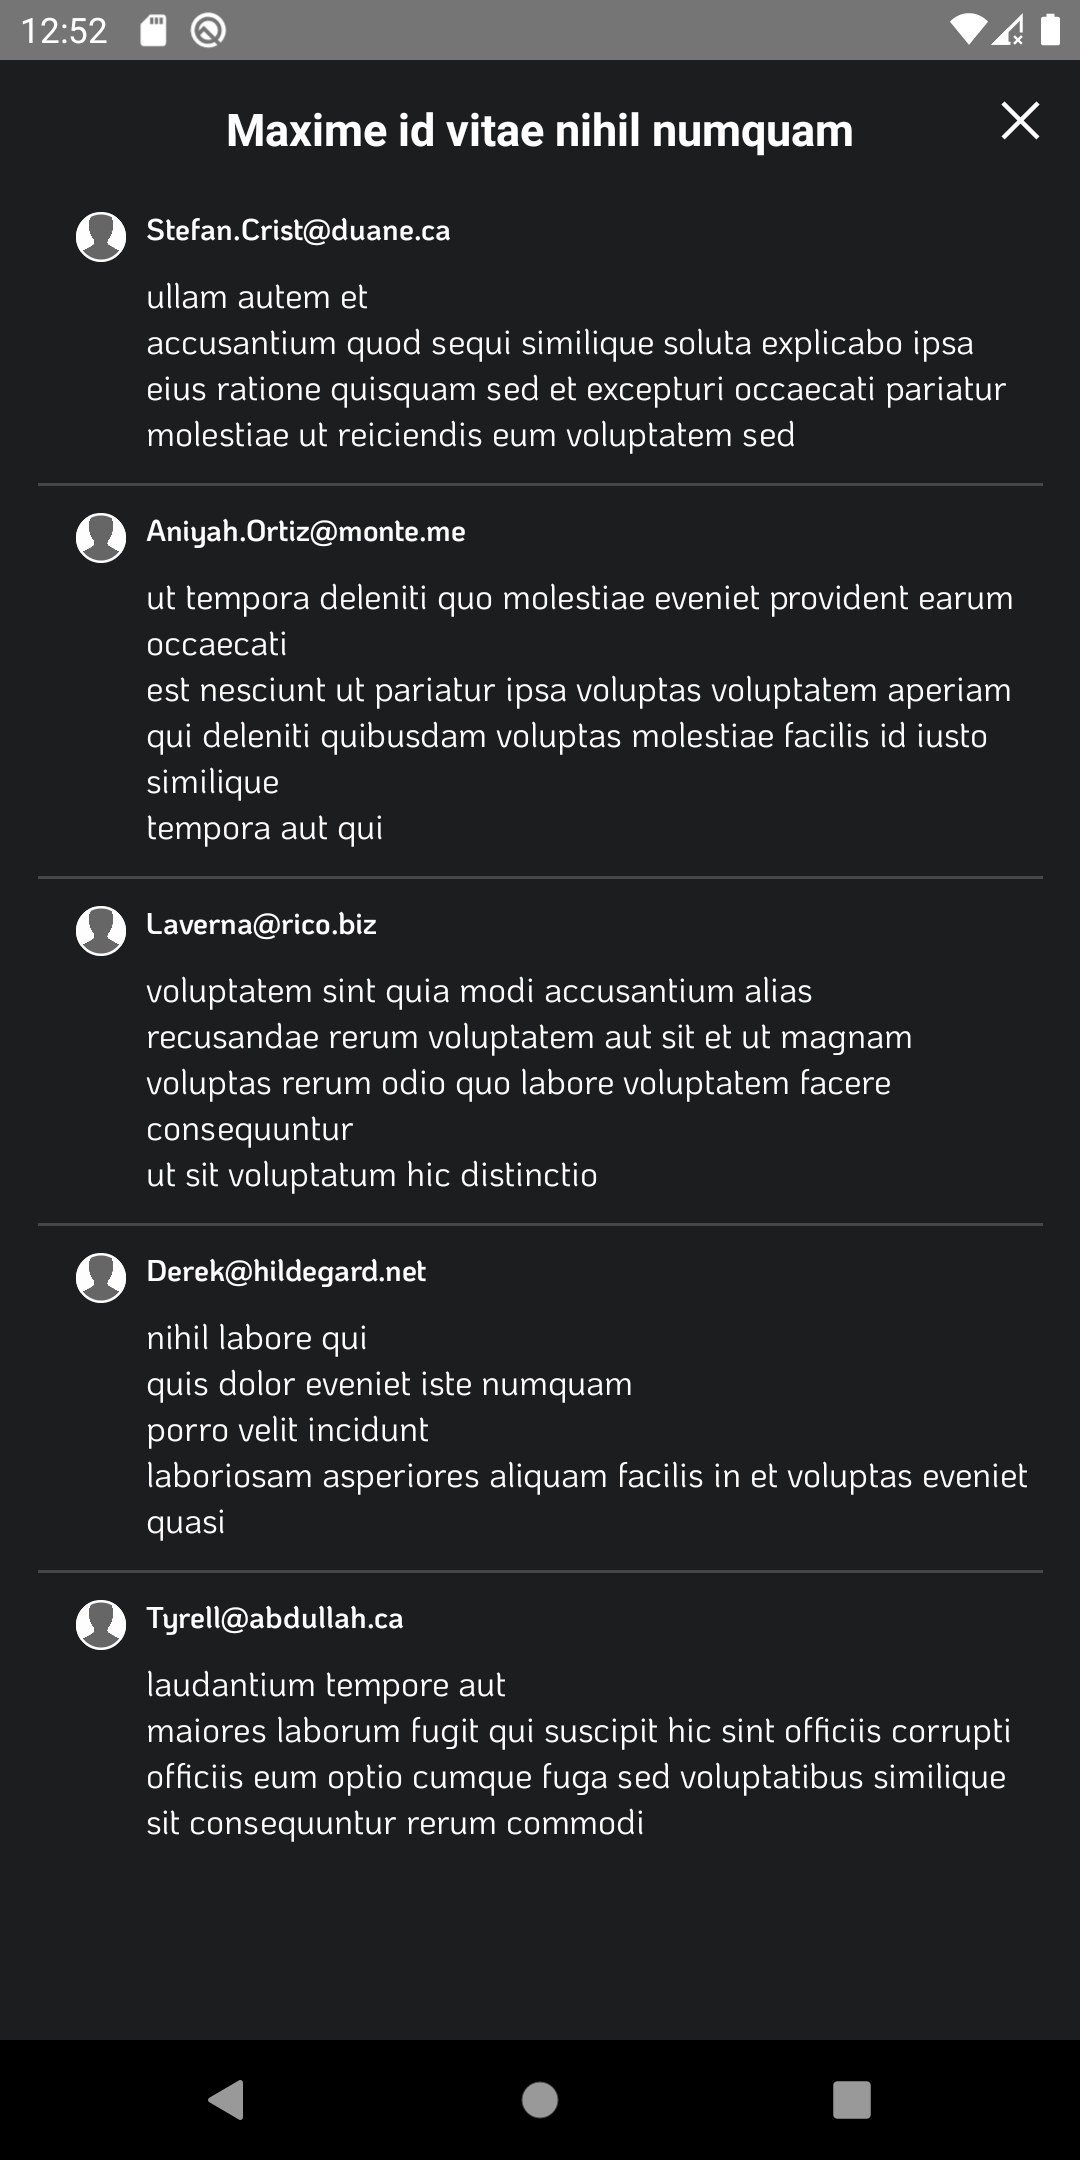 12:52
Maxime id vitae nihil numquam
Stefan.Crist@duane.ca
ullam autem et
accusantium quod sequi similique soluta explicabo ipsa
eius ratione quisquam sed et excepturi occaecati pariatur
molestiae ut reiciendis eum voluptatem sed
Aniyah.Ortiz@monte.me
ut tempora deleniti quo molestiae eveniet provident earum
occaecati
est nesciunt ut pariatur ipsa voluptas voluptatem aperiam
qui deleniti quibusdam voluptas molestiae facilis id iusto
similique
tempora aut qui
Laverna@rico.biz
voluptatem sint quia modi accusantium alias
recusandae rerum voluptatem aut sit et ut magnam
voluptas rerum odio quo labore voluptatem facere
consequuntur
ut sit voluptatum hic distinctio
Derek@hildegard.net
nihil labore qui
quis dolor eveniet iste numquam
porro velit incidunt
laboriosam asperiores aliquam facilis in et voluptas eveniet
quasi
Tyrell@abdullah.ca
laudantium tempore aut
maiores laborum fugit qui suscipit hic sint officiis corrupti
officiis eum optio cumque fuga sed voluptatibus similique
sit consequuntur rerum commodi